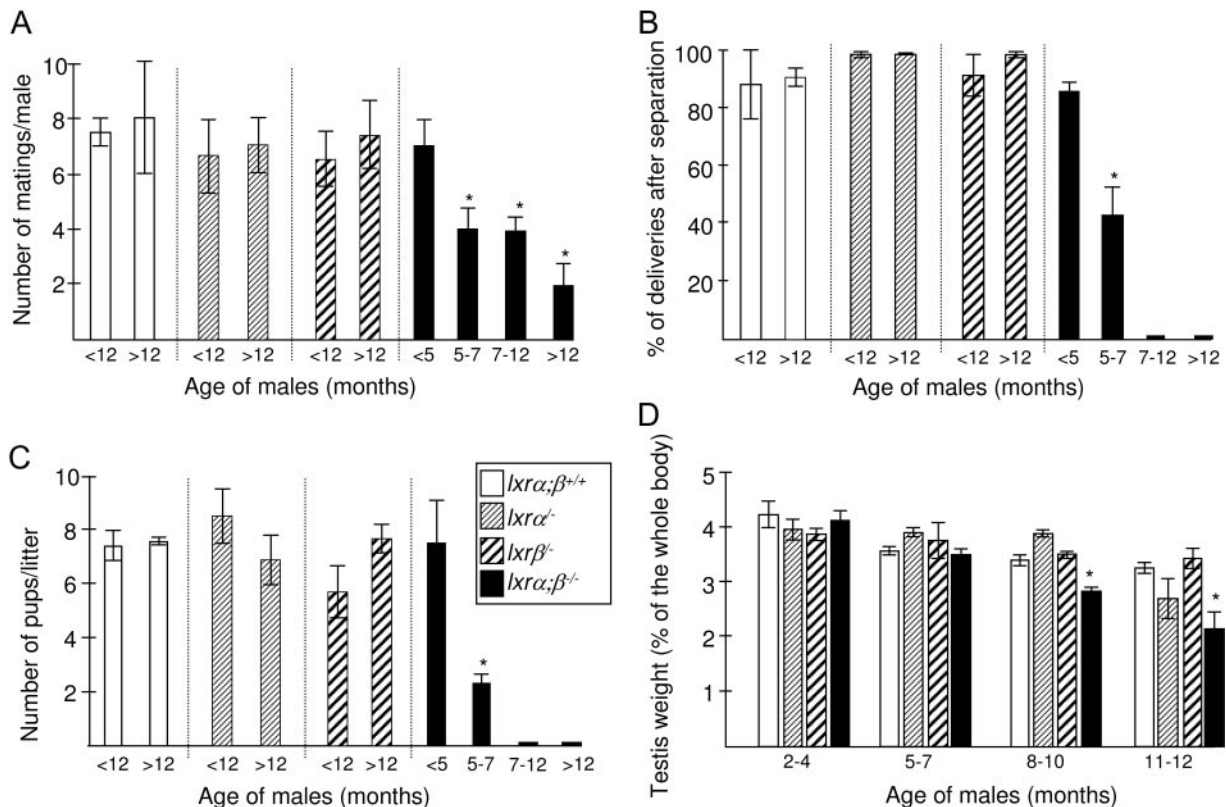 A
Number of matings/male
10
8
6
4
2
* * *
<12 >12 <12 >12 <12 >12 <5 5-7 7-12 >12
Age of males (months)
B
% of deliveries after separation
100
80
60
40
20
*
<12 >12 <12 >12 <12 >12 <5 5-7 7-12 >12
Age of males (months)
C
Number of pups/litter
10
8
6
4
2
*
lxrα;β+/+
lxrα/-
lxrβ/-
lxrα;β-/-
<12 >12 <12 >12 <12 >12 <5 5-7 7-12 >12
Age of males (months)
D
Testis weight (% of the whole body)
5
4
3
2
1
* *
2-4 5-7 8-10 11-12
Age of males (months)